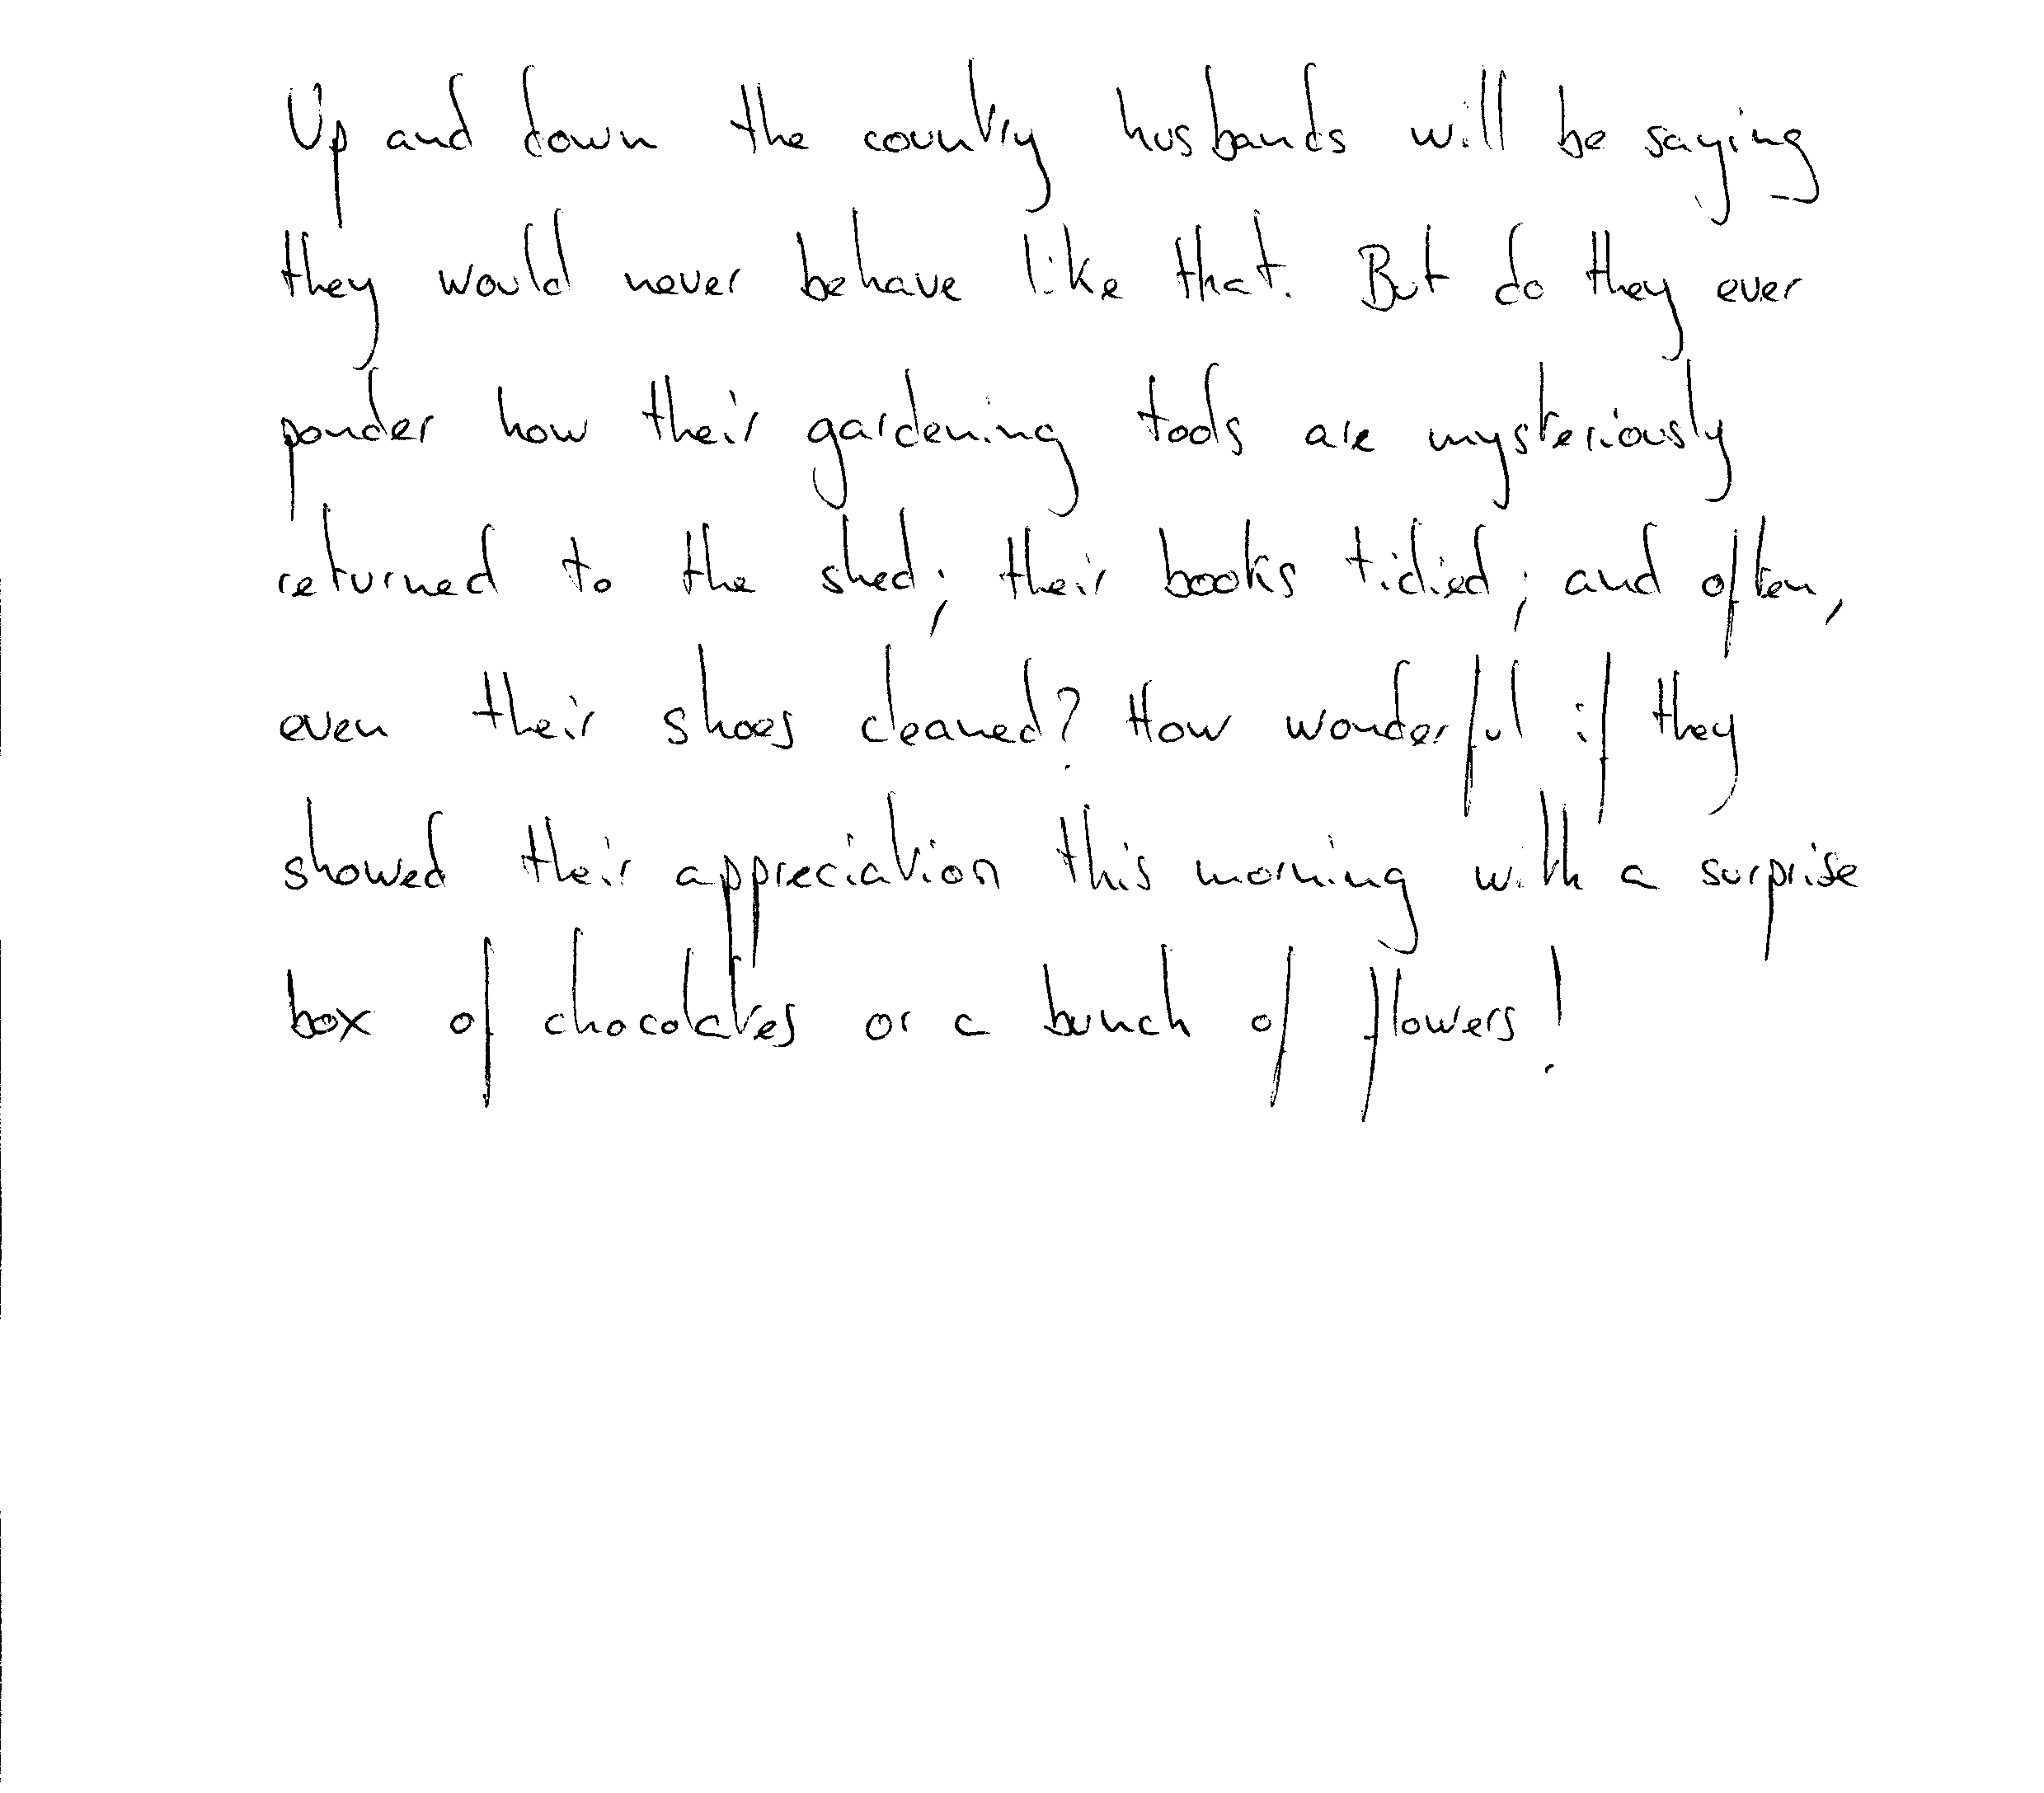 Up and down the country husbands will be saying
they would never behave like that. But do they ever
ponder how their gardening tools are mysteriously
returned to the shed; their books tidied; and often,
even their shoes cleaned? How wonderful if they
showed their appreciation this morning with a surprise
box of chocolates or a bunch of flowers!